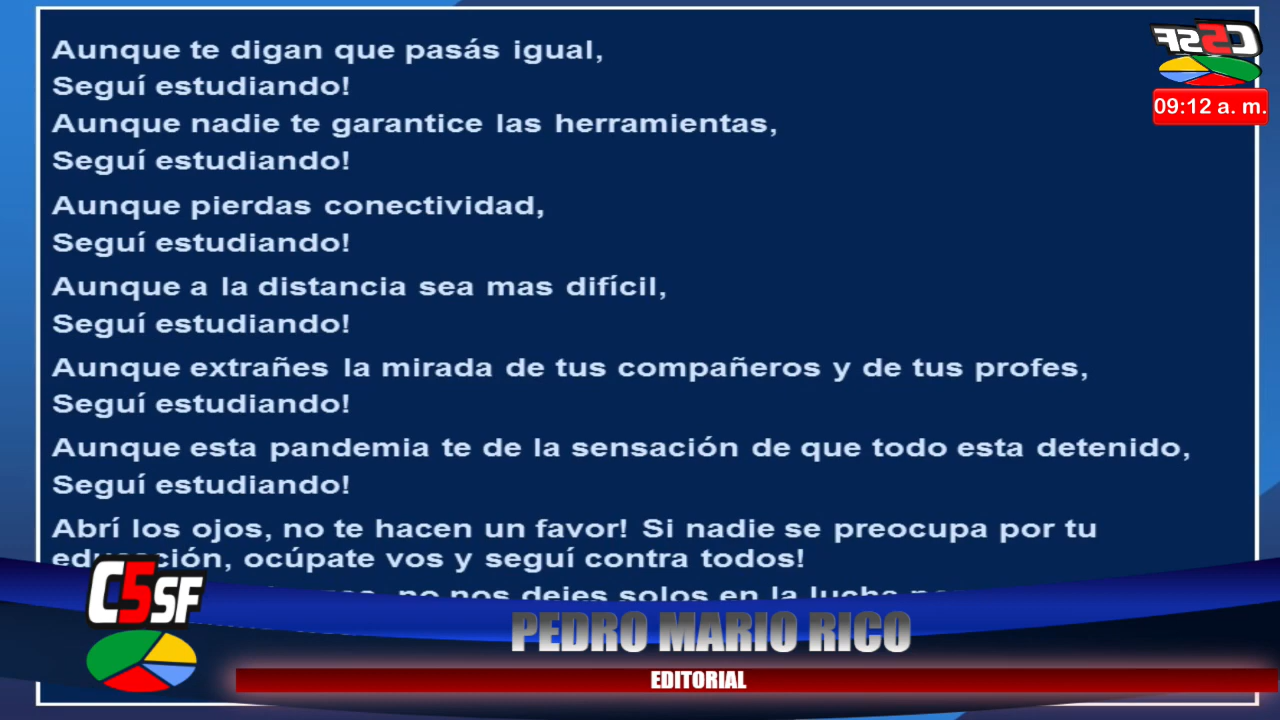 Aunque te digan que pasás igual,
Seguí estudiando!
Aunque nadie te garantice las herramientas,
Seguí estudiando!
Aunque pierdas conectividad,
Seguí estudiando!
Aunque a la distancia sea mas difícil,
Seguí estudiando!
Aunque extrañes la mirada de tus compañeros y de tus profes,
Seguí estudiando!
Aunque esta pandemia te de la sensación de que todo esta detenido,
Seguí estudiando!
Abrí los ojos, no te hacen un favor! Si nadie se preocupa por tu
educación, ocúpate vos y seguí contra todos!
no nos dejes solos en la lucha
C5SF
09:12 a. m.
C5SF
PEDRO MARIO RICO
EDITORIAL